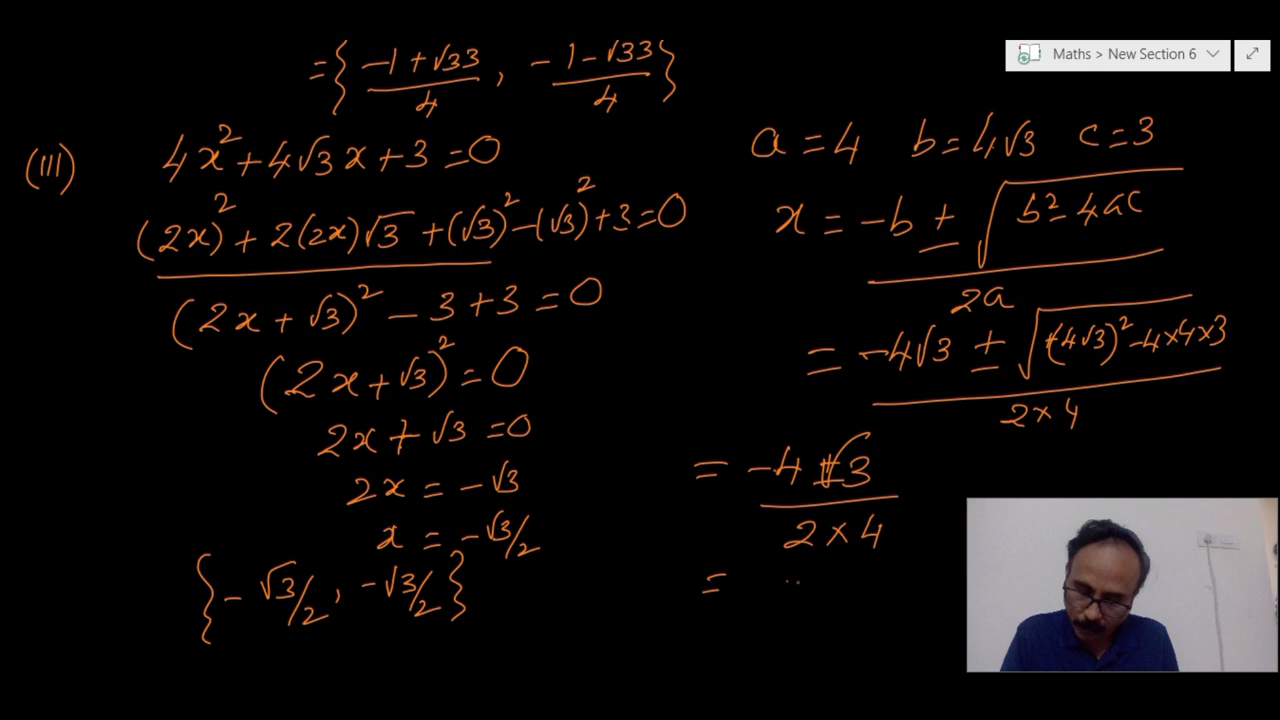 = { (-1 + √33)/4 , (-1 - √33)/4 }
Maths > New Section 6
(III) 4x² + 4√3 x + 3 = 0
(2x)² + 2(2x)√3 + (√3)² - (√3)² + 3 = 0
(2x + √3)² - 3 + 3 = 0
(2x + √3)² = 0
2x + √3 = 0
2x = -√3
x = -√3/2
{ -√3/2 , -√3/2 }
a = 4 b = 4√3 c = 3
x = (-b ± √(b² - 4ac))/2a
= (-4√3 ± √((4√3)² - 4×4×3))/(2×4)
= (-4√3)/(2×4)
=